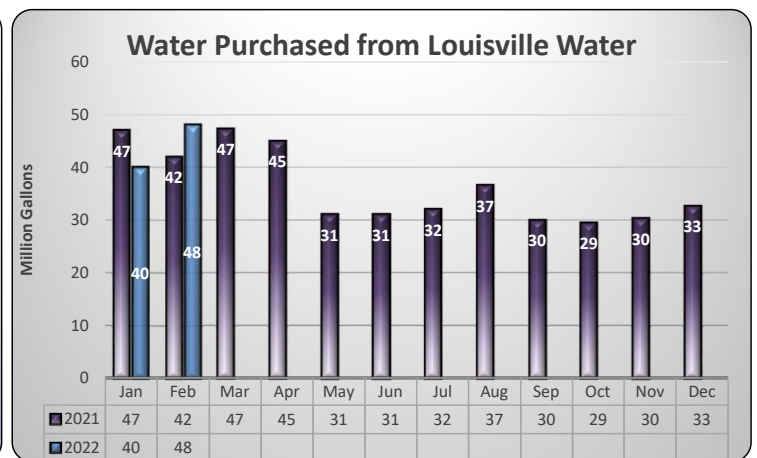 Water Purchased from Louisville Water
Million Gallons
60
50
40
30
20
10
0
47 42 47 45 31 31 32 37 30 29 30 33
40 48
Jan Feb Mar Apr May Jun Jul Aug Sep Oct Nov Dec
2021 47 42 47 45 31 31 32 37 30 29 30 33
2022 40 48